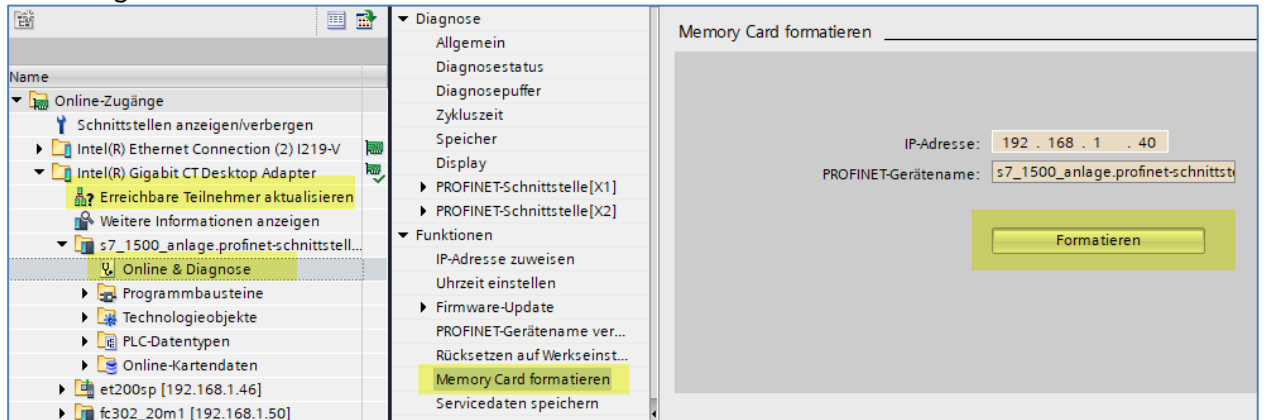 Name
Online-Zugänge
Schnittstellen anzeigen/verbergen
Intel(R) Ethernet Connection (2) I219-V
Intel(R) Gigabit CT Desktop Adapter
Erreichbare Teilnehmer aktualisieren
Weitere Informationen anzeigen
s7_1500_anlage.profinet-schnittstell...
Online & Diagnose
Programmbausteine
Technologieobjekte
PLC-Datentypen
Online-Kartendaten
et200sp [192.168.1.46]
fc302_20m1 [192.168.1.50]
Diagnose
Allgemein
Diagnosestatus
Diagnosepuffer
Zykluszeit
Speicher
Display
PROFINET-Schnittstelle[X1]
PROFINET-Schnittstelle[X2]
Funktionen
IP-Adresse zuweisen
Uhrzeit einstellen
Firmware-Update
PROFINET-Gerätename ver...
Rücksetzen auf Werkseinst...
Memory Card formatieren
Servicedaten speichern
Memory Card formatieren
IP-Adresse: 192 . 168 . 1 . 40
PROFINET-Gerätename: s7_1500_anlage.profinet-schnittst
Formatieren